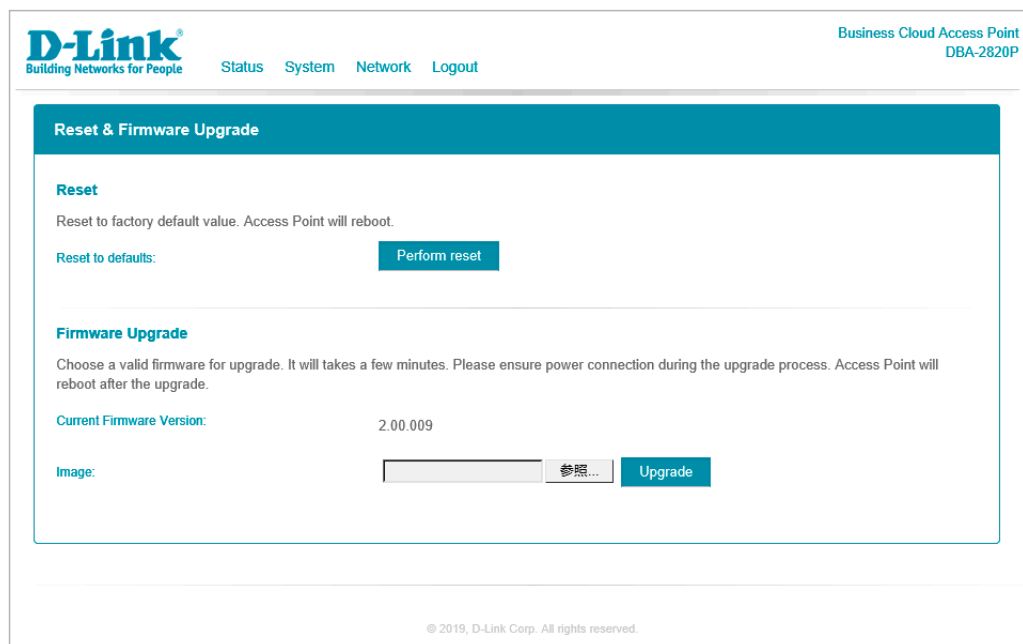 D-Link®
Building Networks for People
Status System Network Logout
Business Cloud Access Point
DBA-2820P
Reset & Firmware Upgrade
Reset
Reset to factory default value. Access Point will reboot.
Reset to defaults:
Perform reset
Firmware Upgrade
Choose a valid firmware for upgrade. It will takes a few minutes. Please ensure power connection during the upgrade process. Access Point will
reboot after the upgrade.
Current Firmware Version:
2.00.009
Image:
参照...
Upgrade
© 2019, D-Link Corp. All rights reserved.